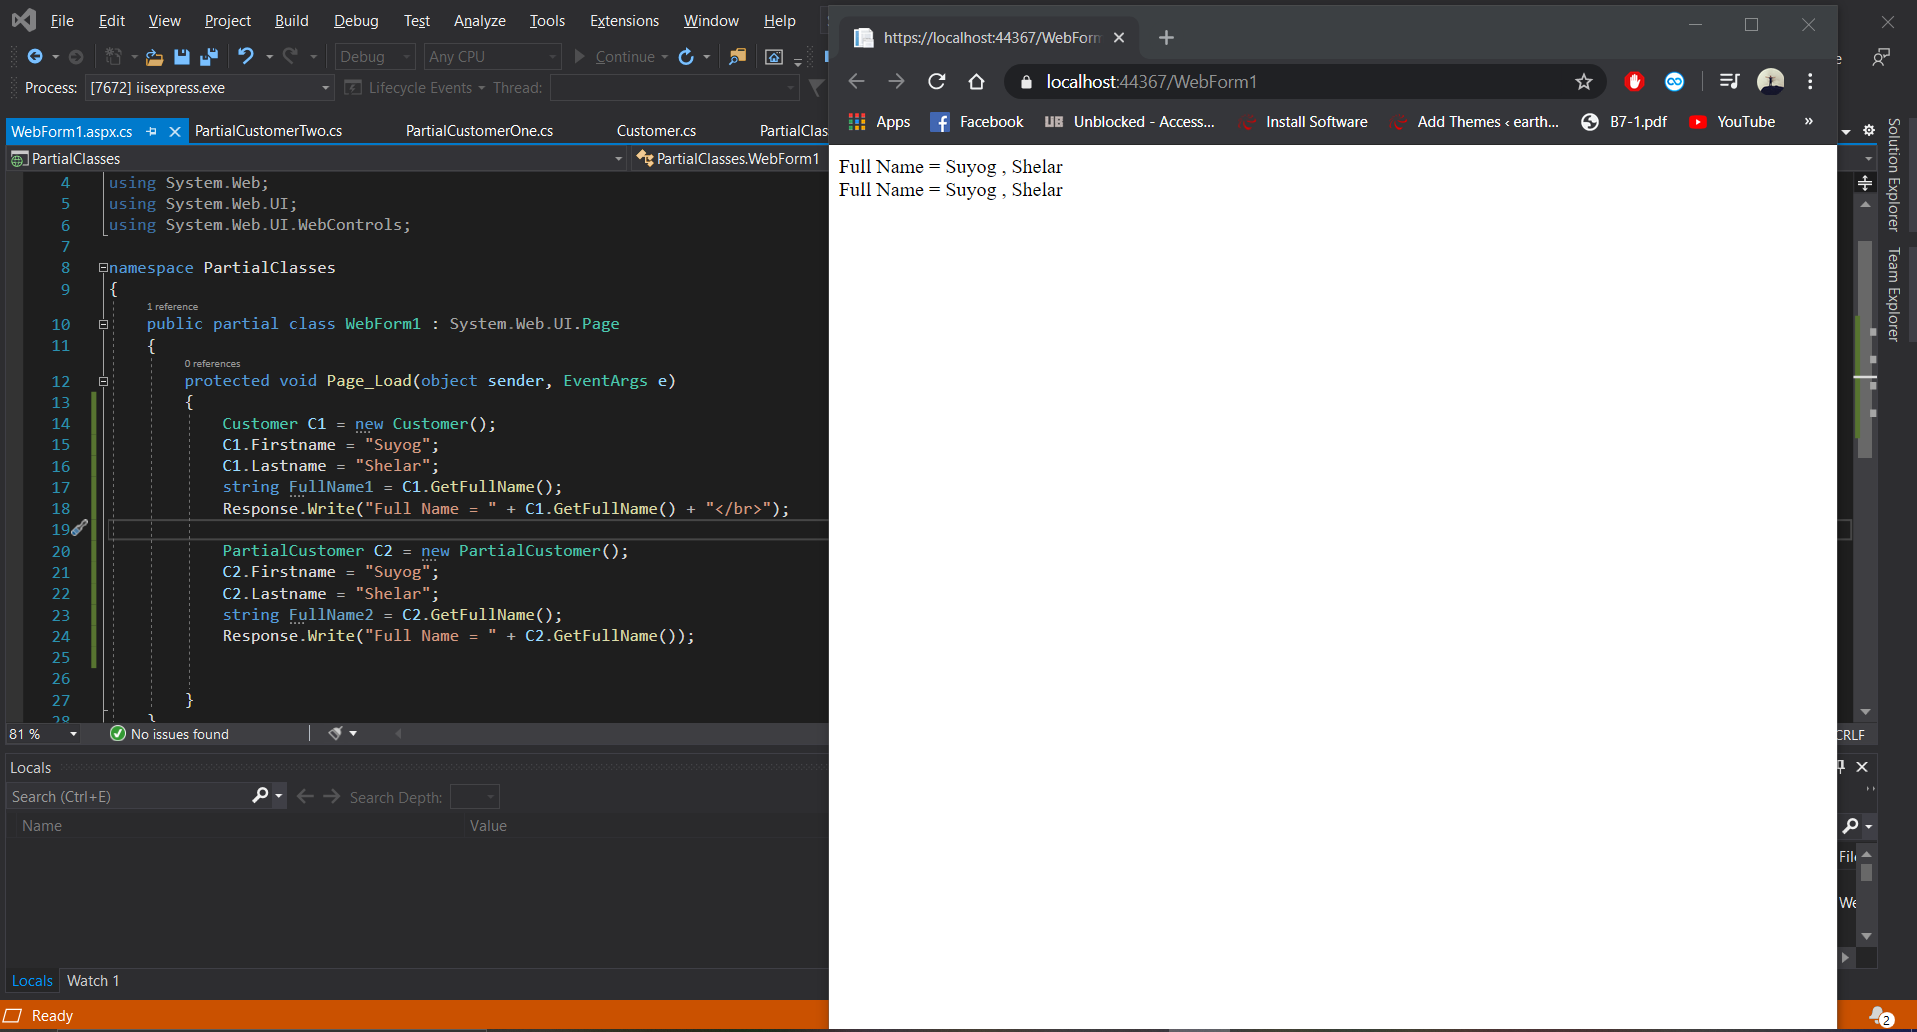 File Edit View Project Build Debug Test Analyze Tools Extensions Window Help
Debug Any CPU Continue
Process: [7672] iisexpress.exe Lifecycle Events Thread:
WebForm1.aspx.cs PartialCustomerTwo.cs PartialCustomerOne.cs Customer.cs PartialClas
PartialClasses PartialClasses.WebForm1
4 using System.Web;
5 using System.Web.UI;
6 using System.Web.UI.WebControls;
7
8 namespace PartialClasses
9 {
1 reference
10 public partial class WebForm1 : System.Web.UI.Page
11 {
0 references
12 protected void Page_Load(object sender, EventArgs e)
13 {
14 Customer C1 = new Customer();
15 C1.Firstname = "Suyog";
16 C1.Lastname = "Shelar";
17 string FullName1 = C1.GetFullName();
18 Response.Write("Full Name = " + C1.GetFullName() + "</br>");
19
20 PartialCustomer C2 = new PartialCustomer();
21 C2.Firstname = "Suyog";
22 C2.Lastname = "Shelar";
23 string FullName2 = C2.GetFullName();
24 Response.Write("Full Name = " + C2.GetFullName());
25
26
27 }
28 }
81 % No issues found
Locals
Search (Ctrl+E) Search Depth:
Name Value
Locals Watch 1
Ready
https://localhost:44367/WebForm
localhost:44367/WebForm1
Apps Facebook UB Unblocked - Access... Install Software Add Themes ‹ earth... B7-1.pdf YouTube »
Full Name = Suyog , Shelar
Full Name = Suyog , Shelar
Solution Explorer
Team Explorer
CRLF
File
We
2